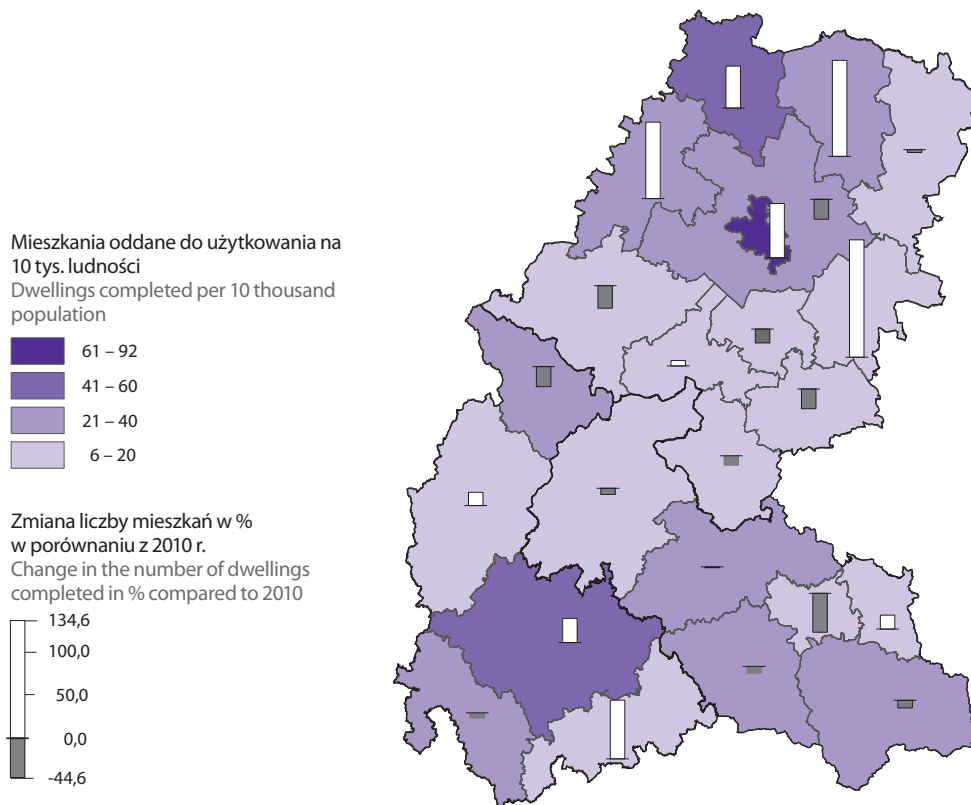 Mieszkania oddane do użytkowania na
10 tys. ludności
Dwellings completed per 10 thousand
population
61 – 92
41 – 60
21 – 40
6 – 20
Zmiana liczby mieszkań w %
w porównaniu z 2010 r.
Change in the number of dwellings
completed in % compared to 2010
134,6
100,0
50,0
0,0
-44,6